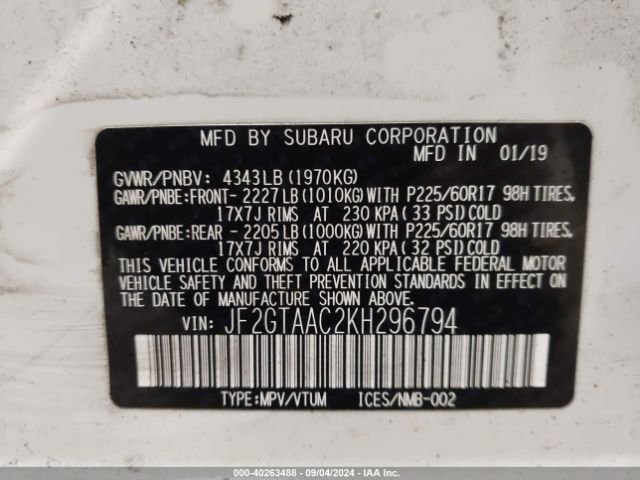 MFD BY SUBARU CORPORATION
MFD IN 01/19
GVWR/PNBV: 4343LB(1970KG)
GAWR/PNBE:FRONT- 2227LB(1010KG)WITH P225/60R17 98H TIRES,
17X7J RIMS AT 230 KPA( 33 PSI)COLD
GAWR/PNBE:REAR - 2205LB(1000KG)WITH P225/60R17 98H TIRES,
17X7J RIMS AT 220 KPA( 32 PSI)COLD
THIS VEHICLE CONFORMS TO ALL APPLICABLE FEDERAL MOTOR
VEHICLE SAFETY AND THEFT PREVENTION STANDARDS IN EFFECT ON
THE DATE OF MANUFACTURE SHOWN ABOVE.
VIN: JF2GTAAC2KH296794
TYPE:MPV/VTUM ICES/NMB-002
000-40263488 - 09/04/2024 - IAA Inc.